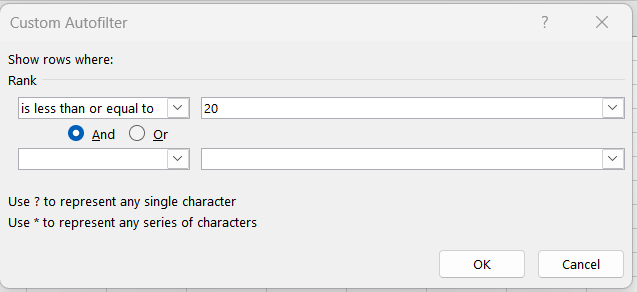 Custom Autofilter ?
Show rows where:
Rank
is less than or equal to 20
And Or
Use ? to represent any single character
Use * to represent any series of characters
OK Cancel